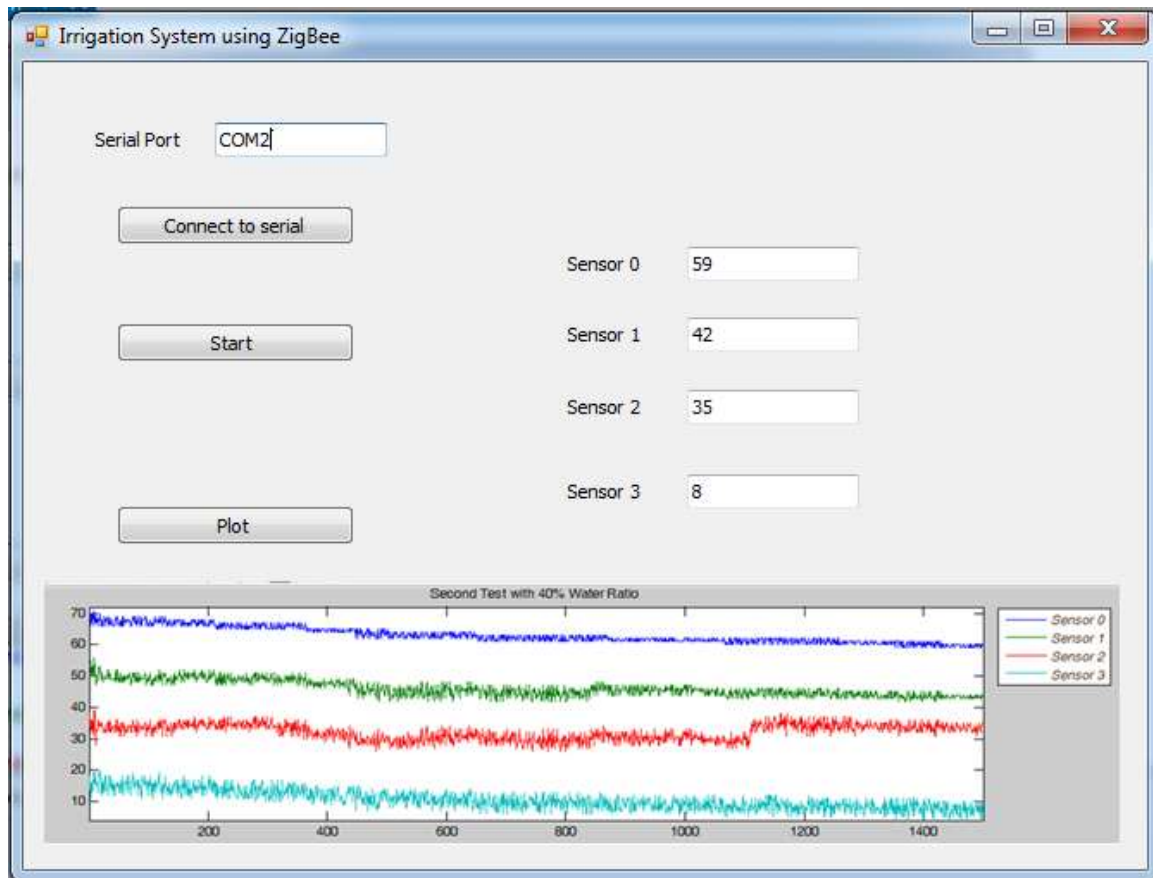 Irrigation System using ZigBee
Serial Port
COM2
Connect to serial
Start
Plot
Sensor 0
59
Sensor 1
42
Sensor 2
35
Sensor 3
8
Second Test with 40% Water Ratio
70
60
50
40
30
20
10
200
400
600
800
1000
1200
1400
Sensor 0
Sensor 1
Sensor 2
Sensor 3